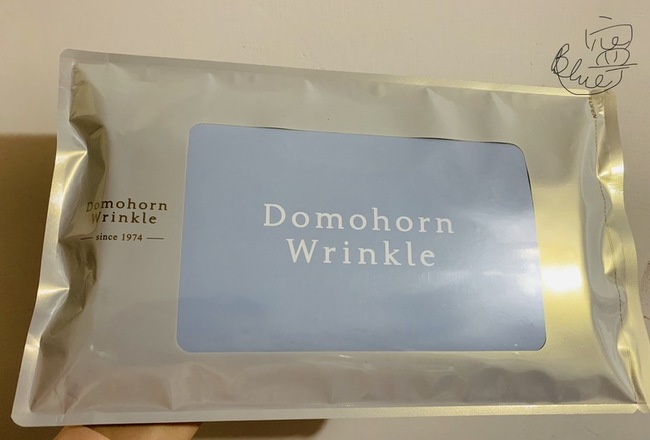 Blue
Domohorn
Wrinkle
since 1974
Domohorn
Wrinkle